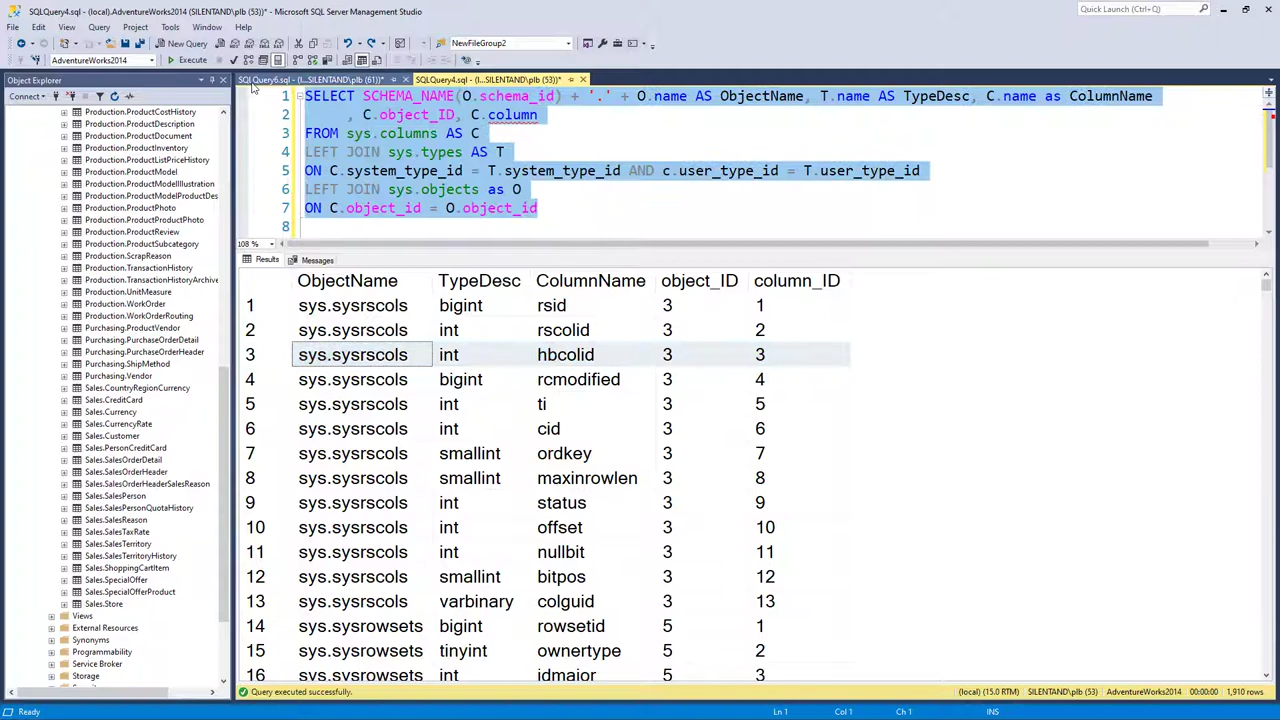 SQLQuery4.sql - (local).AdventureWorks2014 (SILENTAND\plb (53))* - Microsoft SQL Server Management Studio
Quick Launch (Ctrl+Q)
File Edit View Query Project Tools Window Help
New Query NewFileGroup2
AdventureWorks2014 Execute
Object Explorer
SQLQuery6.sql - (l...SILENTAND\plb (61))*
SQLQuery4.sql - (l...SILENTAND\plb (53))*
Connect
Production.ProductCostHistory
Production.ProductDescription
Production.ProductDocument
Production.ProductInventory
Production.ProductListPriceHistory
Production.ProductModel
Production.ProductModelIllustration
Production.ProductModelProductDes
Production.ProductPhoto
Production.ProductProductPhoto
Production.ProductReview
Production.ProductSubcategory
Production.ScrapReason
Production.TransactionHistory
Production.TransactionHistoryArchive
Production.UnitMeasure
Production.WorkOrder
Production.WorkOrderRouting
Purchasing.ProductVendor
Purchasing.PurchaseOrderDetail
Purchasing.PurchaseOrderHeader
Purchasing.ShipMethod
Purchasing.Vendor
Sales.CountryRegionCurrency
Sales.CreditCard
Sales.Currency
Sales.CurrencyRate
Sales.Customer
Sales.PersonCreditCard
Sales.SalesOrderDetail
Sales.SalesOrderHeader
Sales.SalesOrderHeaderSalesReason
Sales.SalesPerson
Sales.SalesPersonQuotaHistory
Sales.SalesReason
Sales.SalesTaxRate
Sales.SalesTerritory
Sales.SalesTerritoryHistory
Sales.ShoppingCartItem
Sales.SpecialOffer
Sales.SpecialOfferProduct
Sales.Store
Views
External Resources
Synonyms
Programmability
Service Broker
Storage
1 SELECT SCHEMA_NAME(O.schema_id) + '.' + O.name AS ObjectName, T.name AS TypeDesc, C.name as ColumnName
2 , C.object_ID, C.column
3 FROM sys.columns AS C
4 LEFT JOIN sys.types AS T
5 ON C.system_type_id = T.system_type_id AND c.user_type_id = T.user_type_id
6 LEFT JOIN sys.objects as O
7 ON C.object_id = O.object_id
8
108 %
Results Messages
ObjectName TypeDesc ColumnName object_ID column_ID
1 sys.sysrscols bigint rsid 3 1
2 sys.sysrscols int rscolid 3 2
3 sys.sysrscols int hbcolid 3 3
4 sys.sysrscols bigint rcmodified 3 4
5 sys.sysrscols int ti 3 5
6 sys.sysrscols int cid 3 6
7 sys.sysrscols smallint ordkey 3 7
8 sys.sysrscols smallint maxinrowlen 3 8
9 sys.sysrscols int status 3 9
10 sys.sysrscols int offset 3 10
11 sys.sysrscols int nullbit 3 11
12 sys.sysrscols smallint bitpos 3 12
13 sys.sysrscols varbinary colguid 3 13
14 sys.sysrowsets bigint rowsetid 5 1
15 sys.sysrowsets tinyint ownertype 5 2
16 sys.sysrowsets int idmajor 5 3
Query executed successfully. (local) (15.0 RTM) SILENTAND\plb (53) AdventureWorks2014 00:00:00 1,910 rows
Ready Ln 1 Col 1 Ch 1 INS